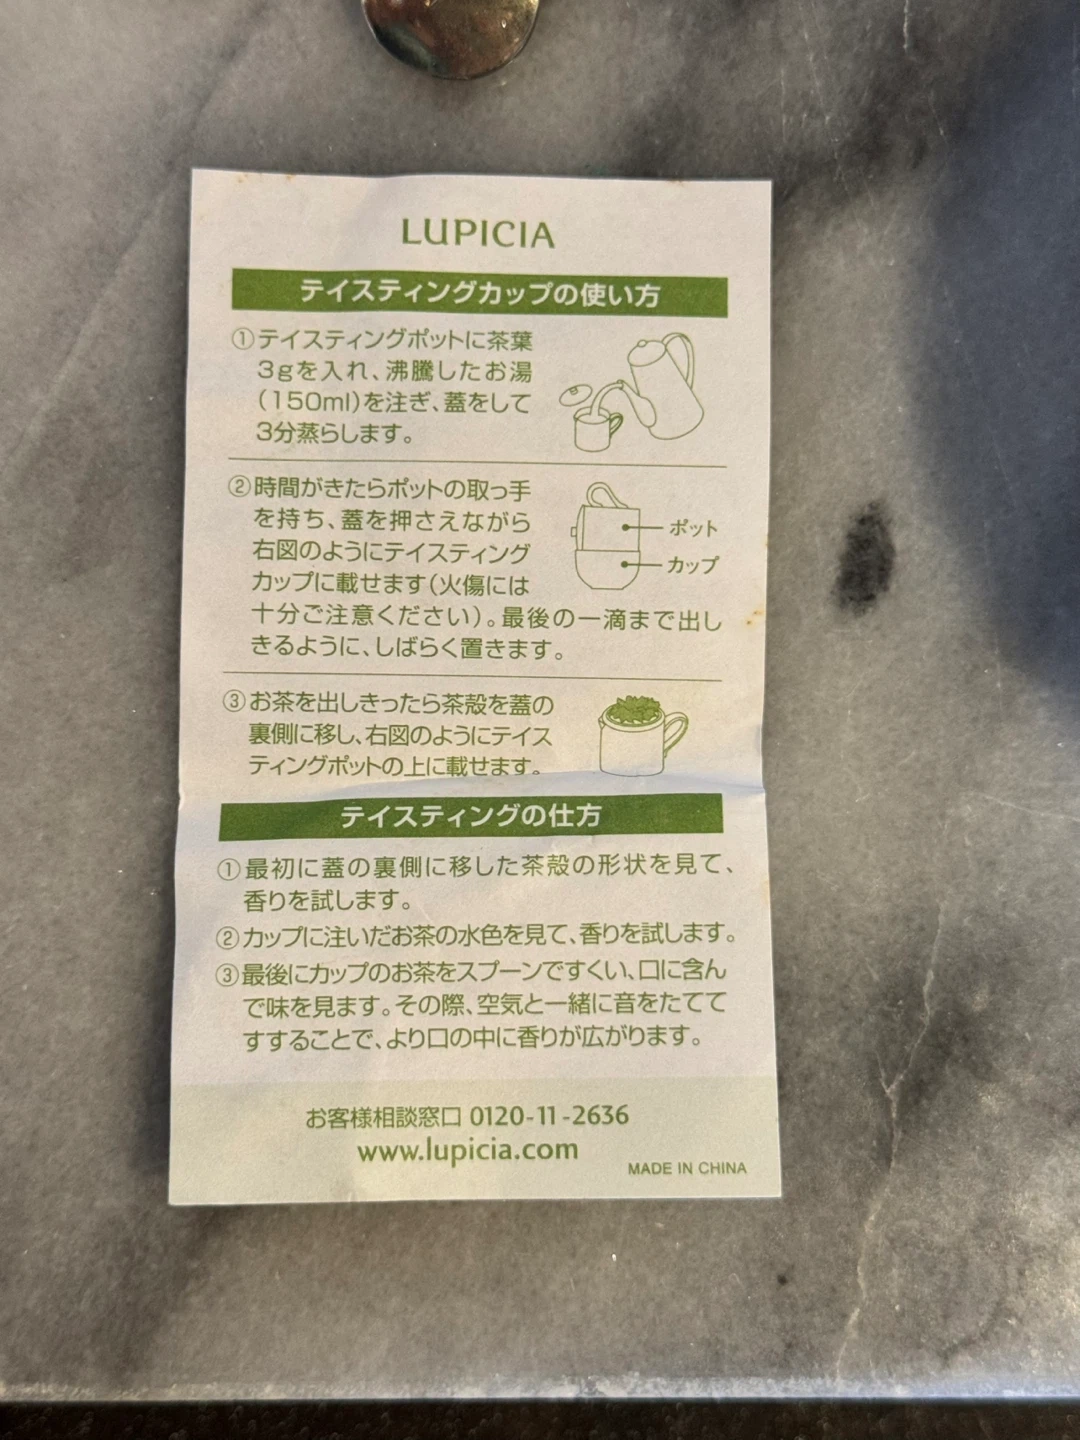 LUPICIA
テイスティングカップの使い方
①テイスティングポットに茶葉
3gを入れ、沸騰したお湯
(150ml)を注ぎ、蓋をして
3分蒸らします。
②時間がきたらポットの取っ手
を持ち、蓋を押さえながら
右図のようにテイスティング
カップに載せます(火傷には
十分ご注意ください)。最後の一滴まで出し
きるように、しばらく置きます。
ポット
カップ
③お茶を出しきったら茶殻を蓋の
裏側に移し、右図のようにテイス
ティングポットの上に載せます。
テイスティングの仕方
①最初に蓋の裏側に移した茶殻の形状を見て、
香りを試します。
②カップに注いだお茶の水色を見て、香りを試します。
③最後にカップのお茶をスプーンですくい、口に含ん
で味を見ます。その際、空気と一緒に音をたてて
すすることで、より口の中に香りが広がります。
お客様相談窓口 0120-11-2636
www.lupicia.com
MADE IN CHINA